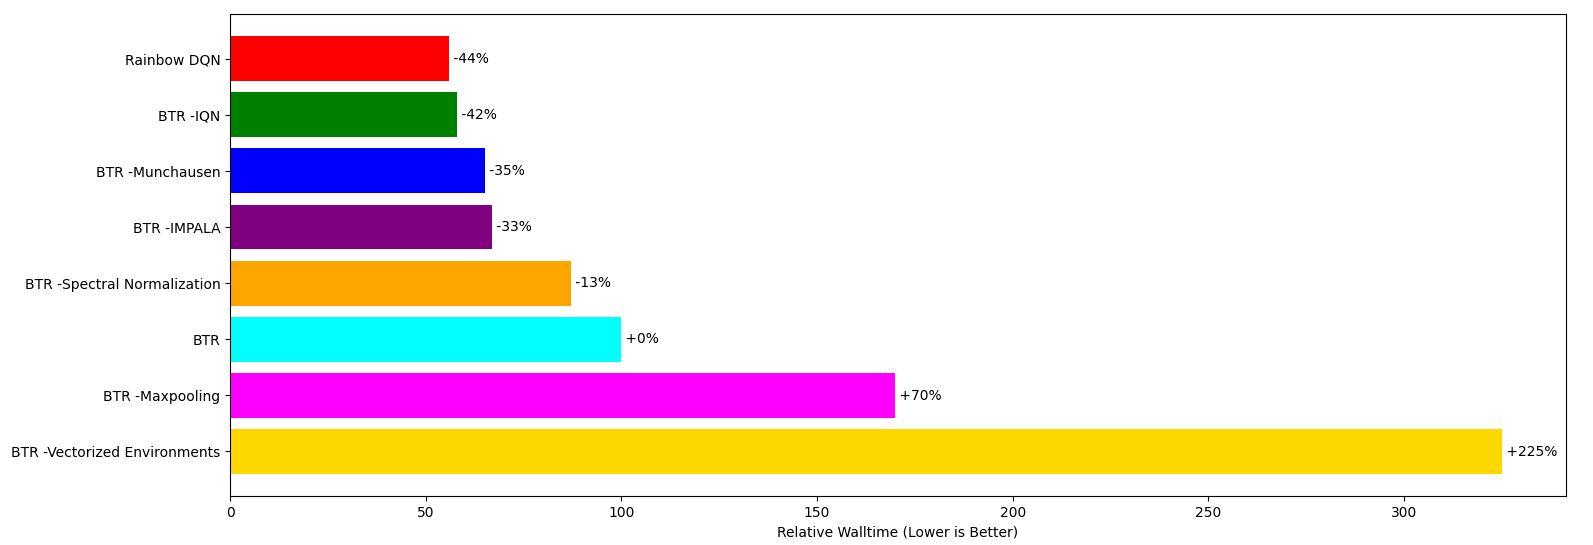 Rainbow DQN -44%
BTR -IQN -42%
BTR -Munchausen -35%
BTR -IMPALA -33%
BTR -Spectral Normalization -13%
BTR +0%
BTR -Maxpooling +70%
BTR -Vectorized Environments +225%
0 50 100 150 200 250 300
Relative Walltime (Lower is Better)